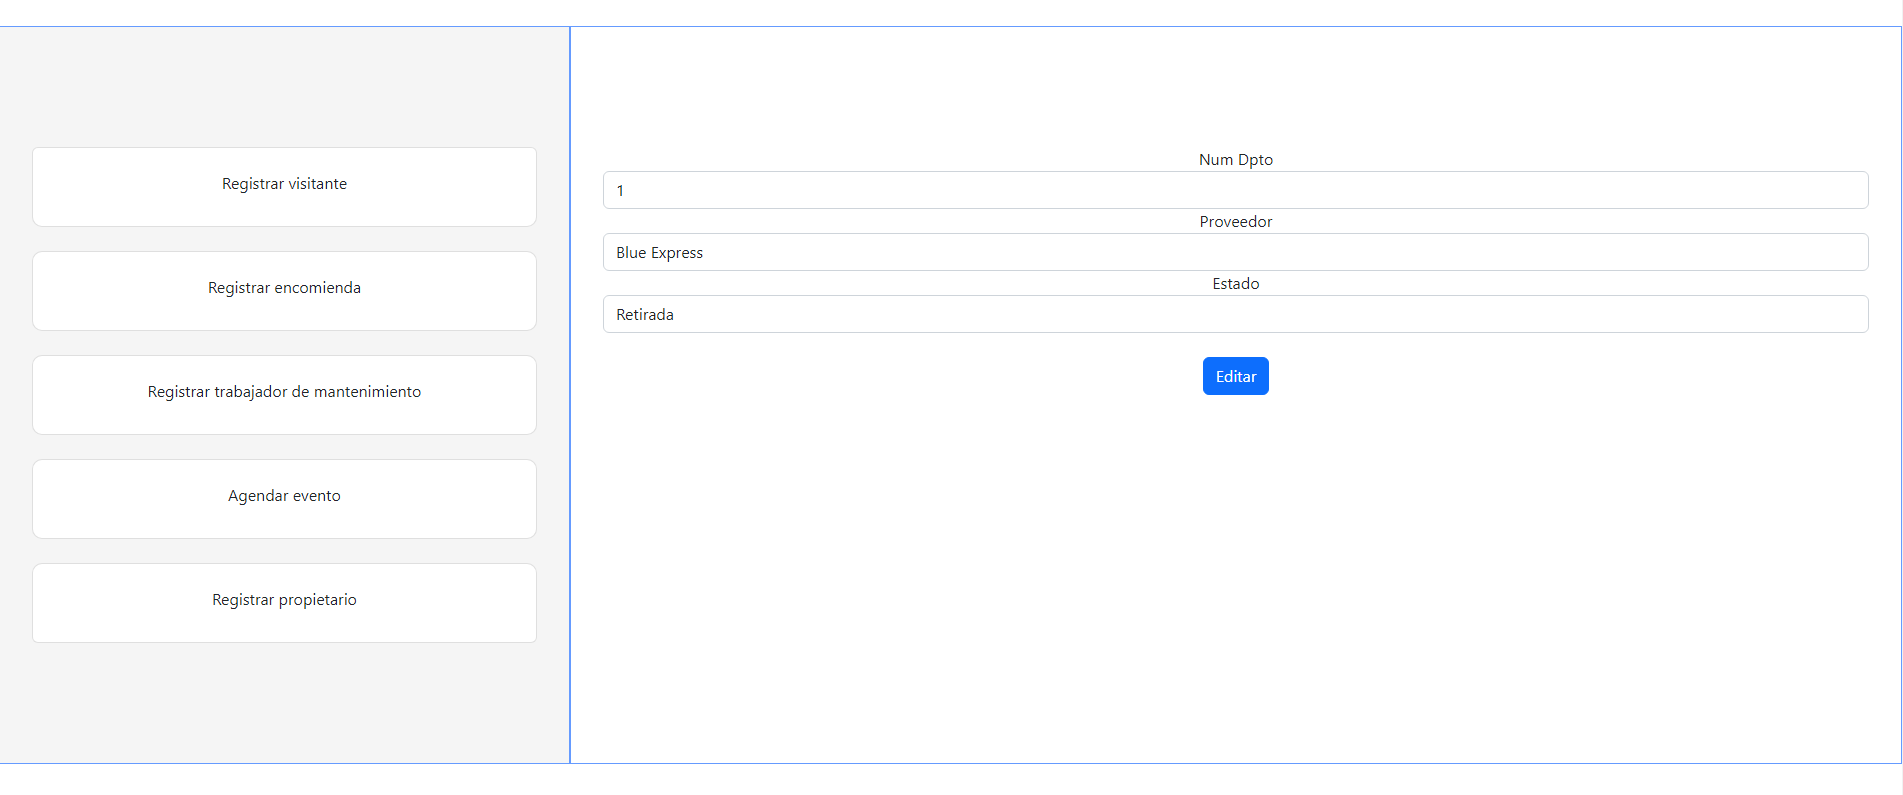 Registrar visitante
Registrar encomienda
Registrar trabajador de mantenimiento
Agendar evento
Registrar propietario
Num Dpto
1
Proveedor
Blue Express
Estado
Retirada
Editar